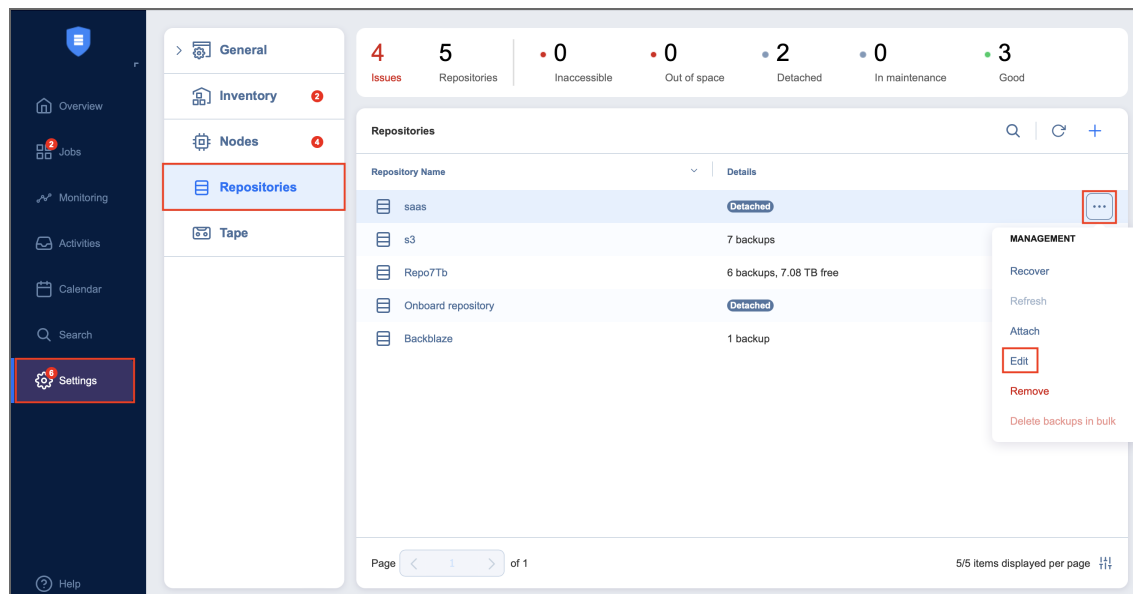 Overview
2
Jobs
Monitoring
Activities
Calendar
Search
6
Settings
Help
General
Inventory 2
Nodes 4
Repositories
Tape
4 5 0 0 2 0 3
Issues Repositories Inaccessible Out of space Detached In maintenance Good
Repositories
Repository Name Details
saas Detached
s3 7 backups
Repo7Tb 6 backups, 7.08 TB free
Onboard repository Detached
Backblaze 1 backup
MANAGEMENT
Recover
Refresh
Attach
Edit
Remove
Delete backups in bulk
Page 1 of 1 5/5 items displayed per page